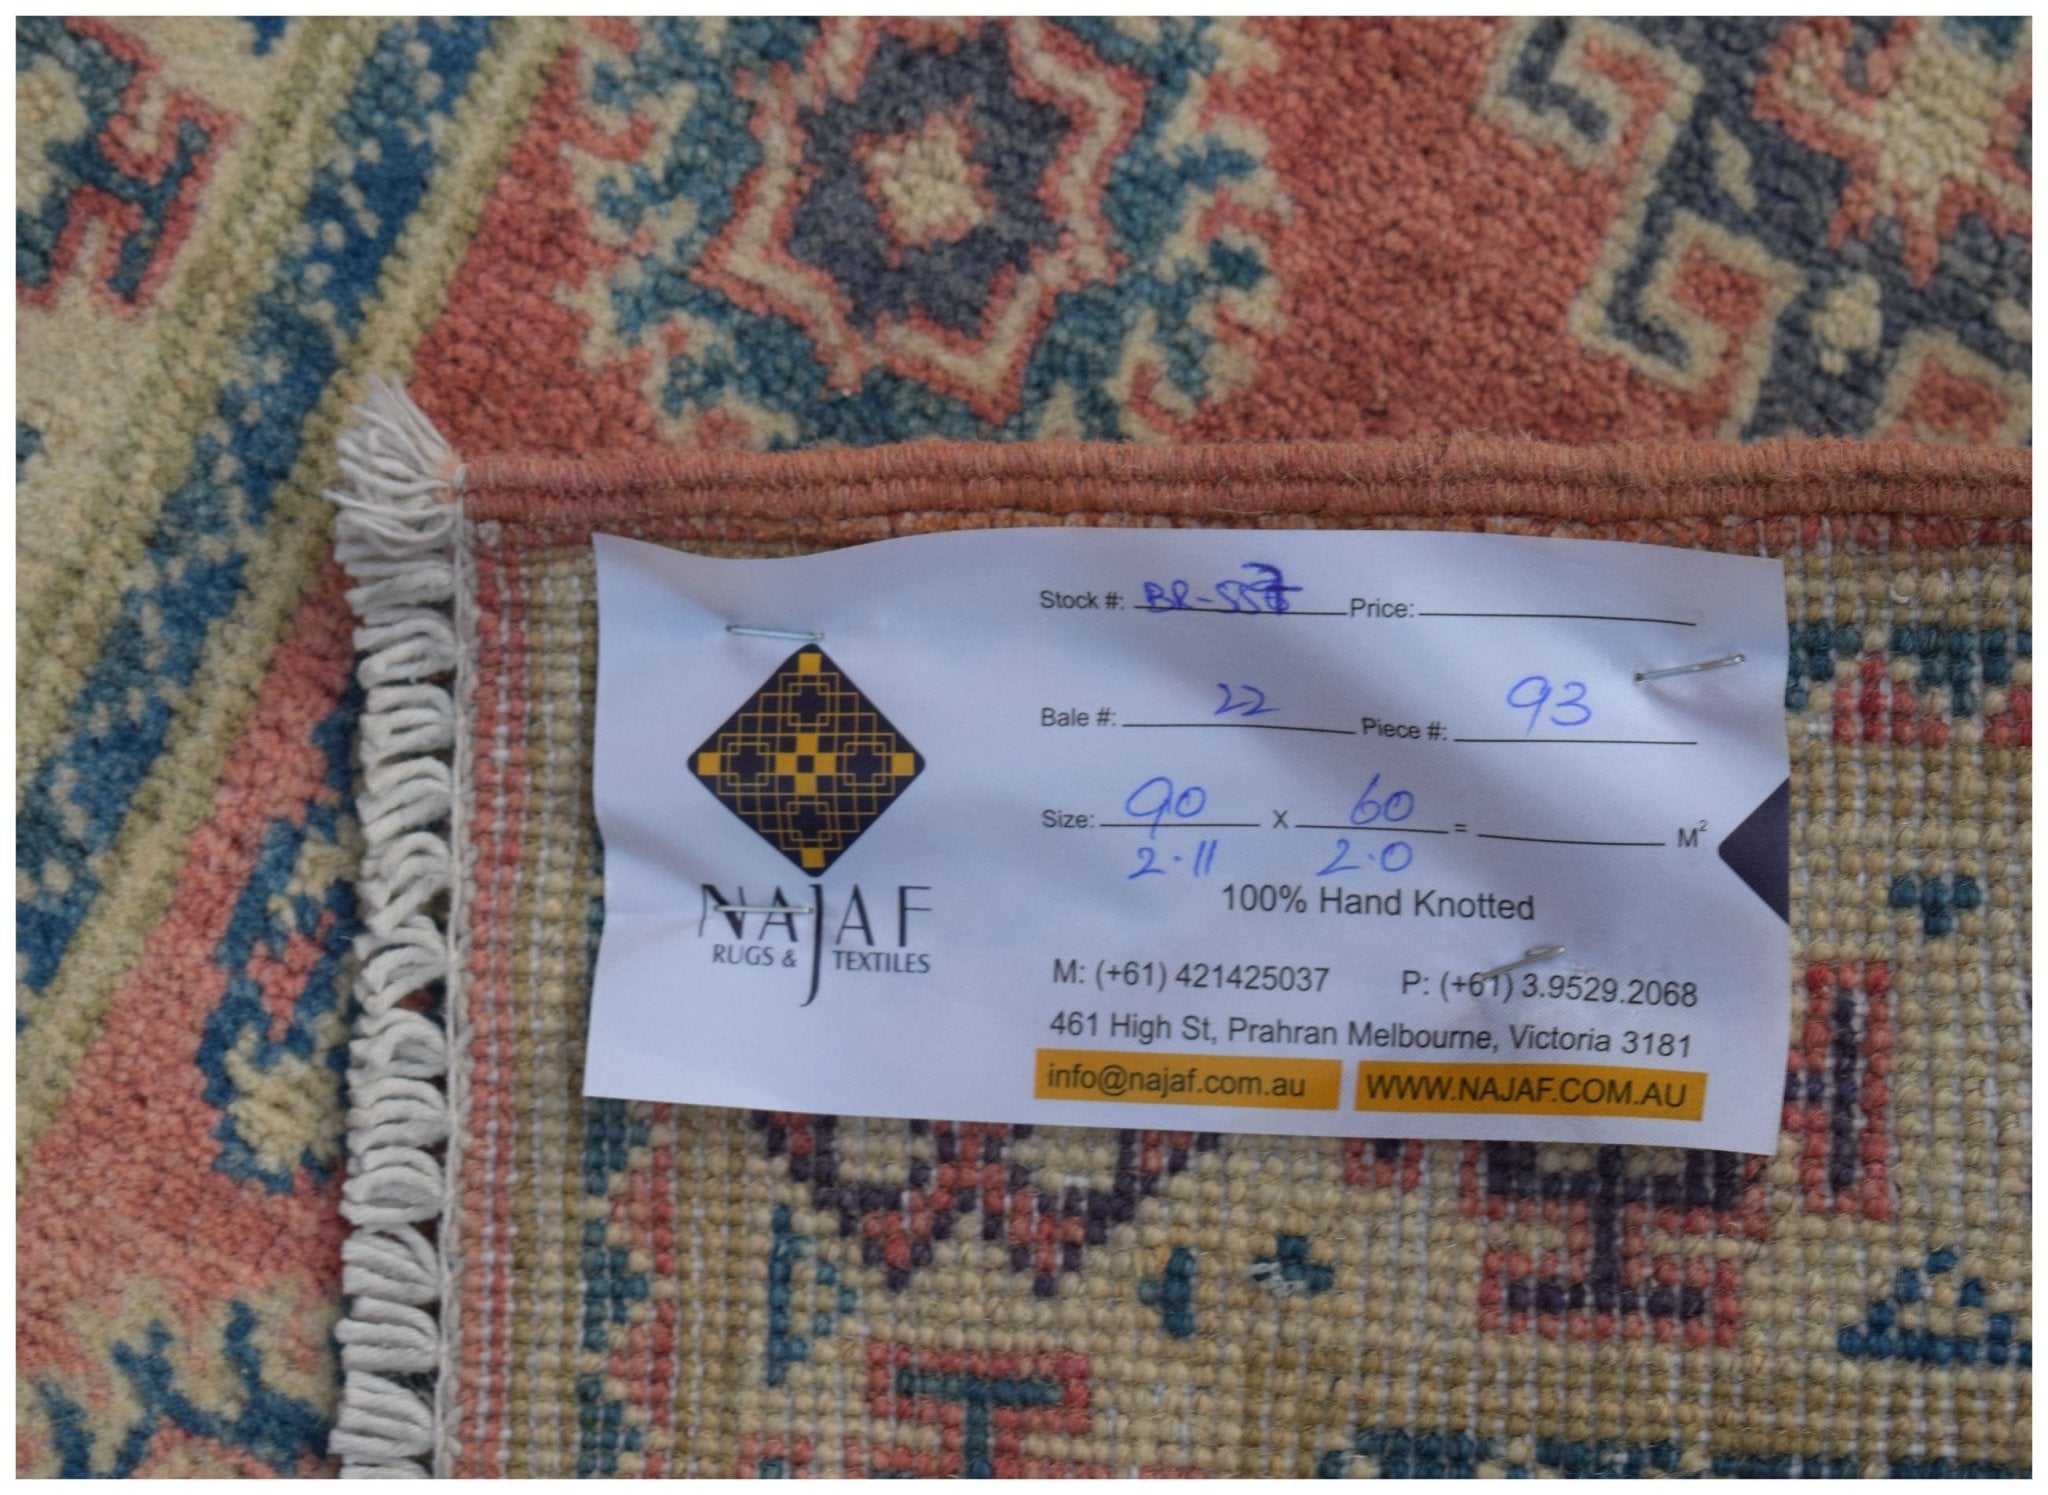 Stock #: Price:
Bale #: 22 Piece #: 93
Size: 90 X 60 = M²
2.11 2.0
100% Hand Knotted
NAJAF
RUGS & TEXTILES
M: (+61) 421425037 P: (+61) 3.9529.2068
461 High St, Prahran Melbourne, Victoria 3181
info@najaf.com.au WWW.NAJAF.COM.AU